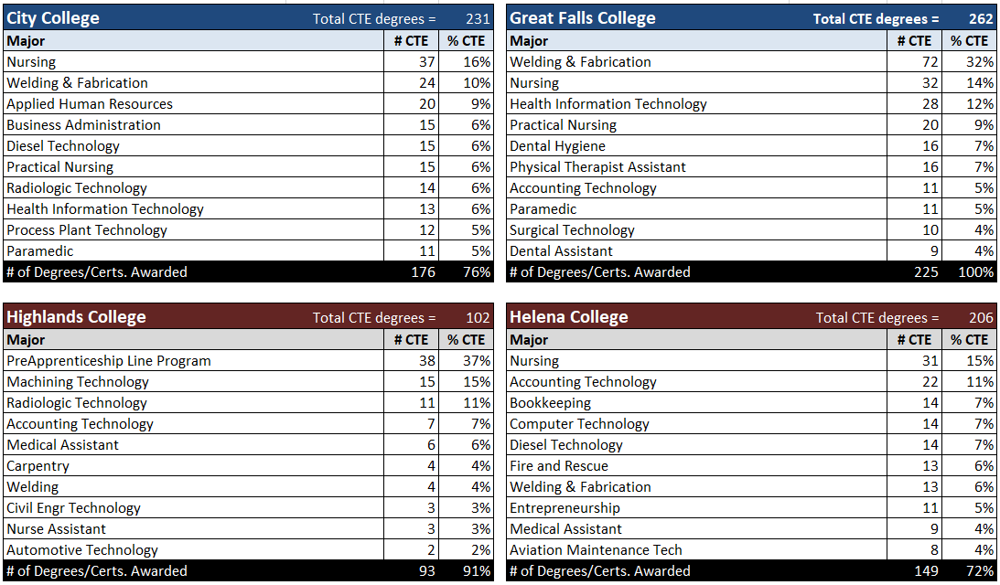 City College Total CTE degrees = 231
Major # CTE % CTE
Nursing 37 16%
Welding & Fabrication 24 10%
Applied Human Resources 20 9%
Business Administration 15 6%
Diesel Technology 15 6%
Practical Nursing 15 6%
Radiologic Technology 14 6%
Health Information Technology 13 6%
Process Plant Technology 12 5%
Paramedic 11 5%
# of Degrees/Certs. Awarded 176 76%
Great Falls College Total CTE degrees = 262
Major # CTE % CTE
Welding & Fabrication 72 32%
Nursing 32 14%
Health Information Technology 28 12%
Practical Nursing 20 9%
Dental Hygiene 16 7%
Physical Therapist Assistant 16 7%
Accounting Technology 11 5%
Paramedic 11 5%
Surgical Technology 10 4%
Dental Assistant 9 4%
# of Degrees/Certs. Awarded 225 100%
Highlands College Total CTE degrees = 102
Major # CTE % CTE
PreApprenticeship Line Program 38 37%
Machining Technology 15 15%
Radiologic Technology 11 11%
Accounting Technology 7 7%
Medical Assistant 6 6%
Carpentry 4 4%
Welding 4 4%
Civil Engr Technology 3 3%
Nurse Assistant 3 3%
Automotive Technology 2 2%
# of Degrees/Certs. Awarded 93 91%
Helena College Total CTE degrees = 206
Major # CTE % CTE
Nursing 31 15%
Accounting Technology 22 11%
Bookkeeping 14 7%
Computer Technology 14 7%
Diesel Technology 14 7%
Fire and Rescue 13 6%
Welding & Fabrication 13 6%
Entrepreneurship 11 5%
Medical Assistant 9 4%
Aviation Maintenance Tech 8 4%
# of Degrees/Certs. Awarded 149 72%